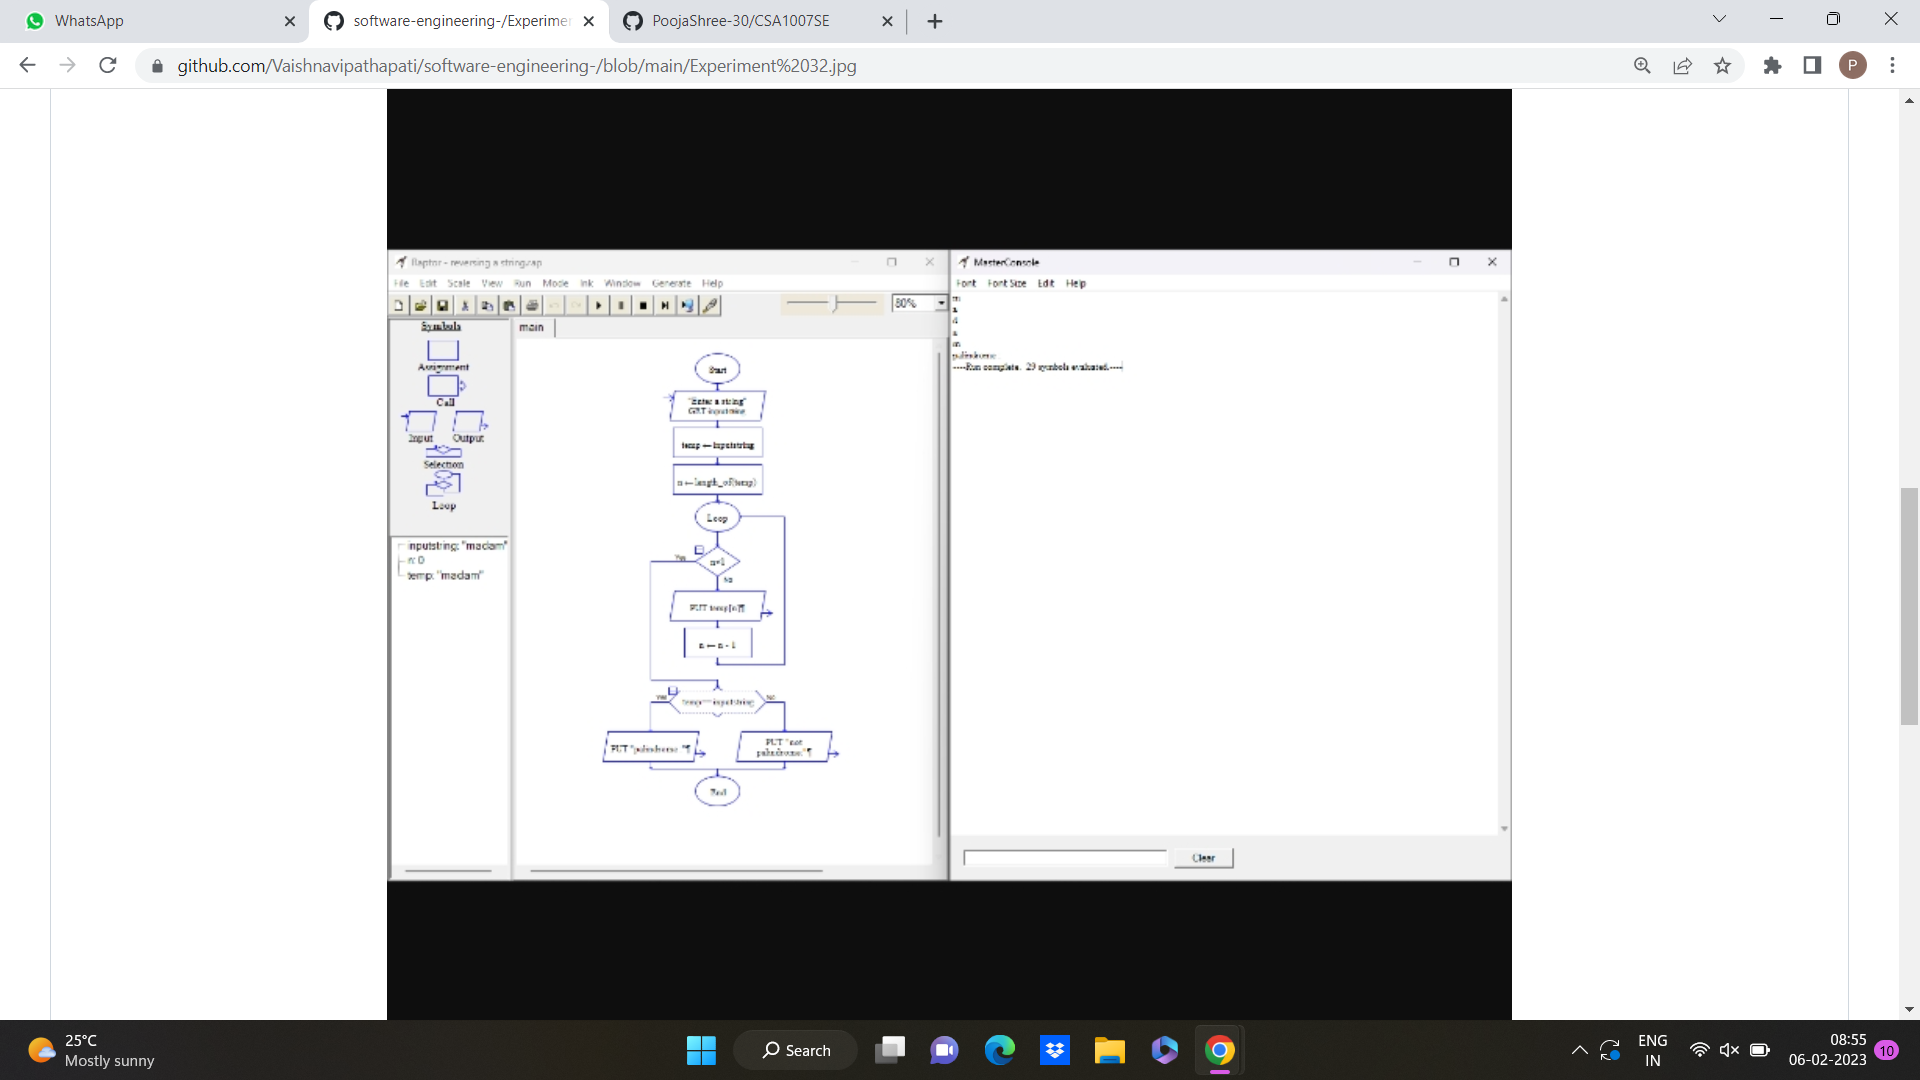 WhatsApp
software-engineering-/Experimen
PoojaShree-30/CSA1007SE
github.com/Vaishnavipathapati/software-engineering-/blob/main/Experiment%2032.jpg
P
Raptor - reversing a string.rap
File Edit Scale View Run Mode Ink Window Generate Help
80%
Symbols
main
Assignment
Call
Input Output
Selection
Loop
inputstring: "madam"
n: 0
temp: "madam"
Start
"Enter a string"
GET inputstring
temp ← inputstring
n ← length_of(temp)
Loop
Yes
No
PUT temp[n]¶
n ← n - 1
Yes
temp == inputstring
No
PUT "palindrome "¶
PUT "not
palindrome."¶
End
MasterConsole
Font Font Size Edit Help
m
a
d
a
m
palindrome
----Run complete. 29 symbols evaluated.----
Clear
25°C
Mostly sunny
Search
ENG
IN
08:55
06-02-2023
10